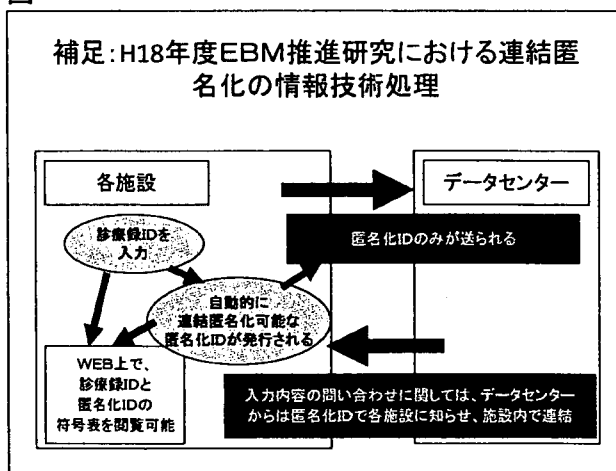 補足:H18年度EBM推進研究における連結匿
名化の情報技術処理
各施設
データセンター
診療録IDを
入力
匿名化IDのみが送られる
自動的に
連結匿名化可能な
匿名化IDが発行される
WEB上で、
診療録IDと
匿名化IDの
符号表を閲覧可能
入力内容の問い合わせに関しては、データセンター
からは匿名化IDで各施設に知らせ、施設内で連結